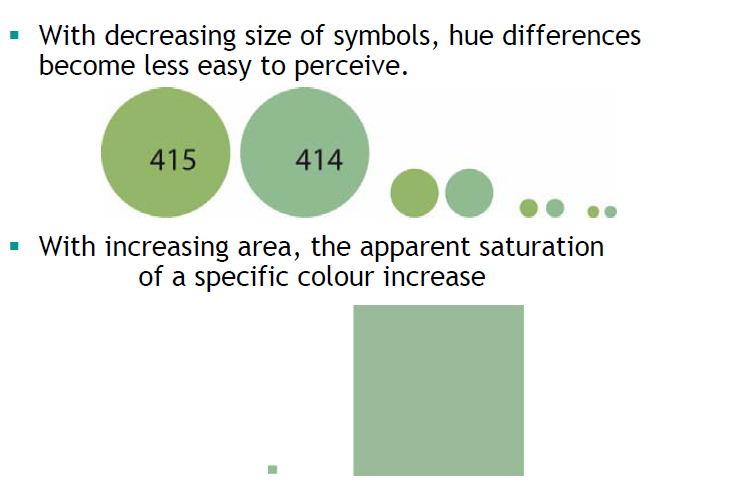 ▪ With decreasing size of symbols, hue differences
become less easy to perceive.
415 414
▪ With increasing area, the apparent saturation
of a specific colour increase